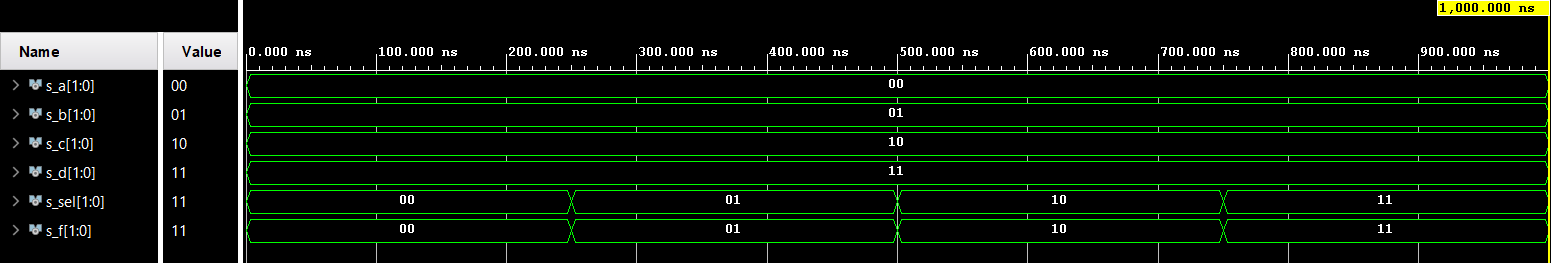 1,000.000 ns
Name Value 0.000 ns 100.000 ns 200.000 ns 300.000 ns 400.000 ns 500.000 ns 600.000 ns 700.000 ns 800.000 ns 900.000 ns
s_a[1:0] 00 00
s_b[1:0] 01 01
s_c[1:0] 10 10
s_d[1:0] 11 11
s_sel[1:0] 11 00 01 10 11
s_f[1:0] 11 00 01 10 11